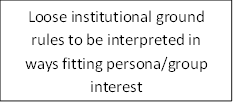 Loose institutional ground
rules to be interpreted in
ways fitting persona/group
interest